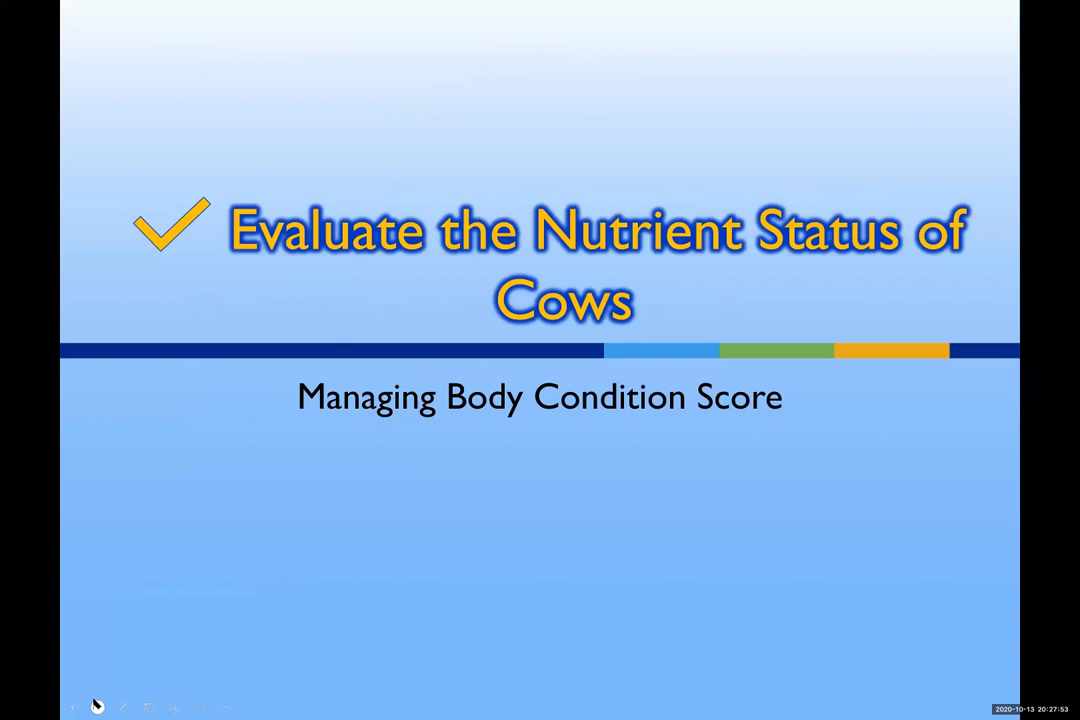 Evaluate the Nutrient Status of
Cows
Managing Body Condition Score
2020-10-13 20:27:53